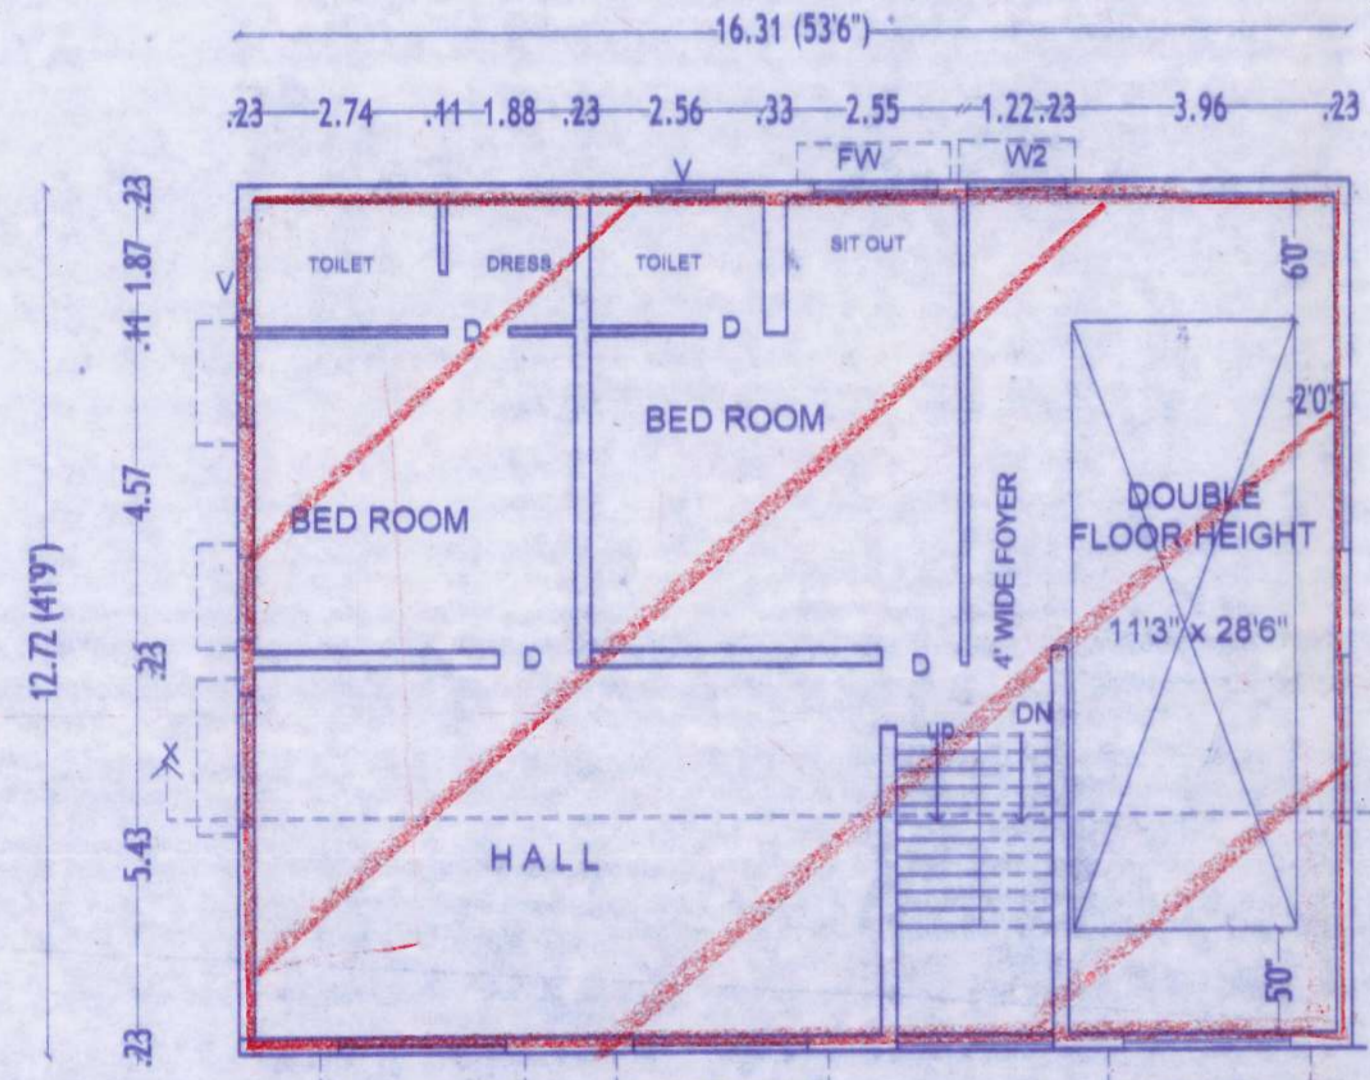 16.31 (53'6")
.23 2.74 .11 1.88 .23 2.56 .33 2.55 1.22 .23 3.96 .23
FW W2
V
.23
SIT OUT
TOILET DRESS TOILET
6'0"
1.87
V
.11
D D
2'0"
BED ROOM
4.57
DOUBLE
FLOOR HEIGHT
BED ROOM
4' WIDE FOYER
12.72 (41'9")
11'3" x 28'6"
.23
D D
UP DN
X
5.43
HALL
5'0"
.23